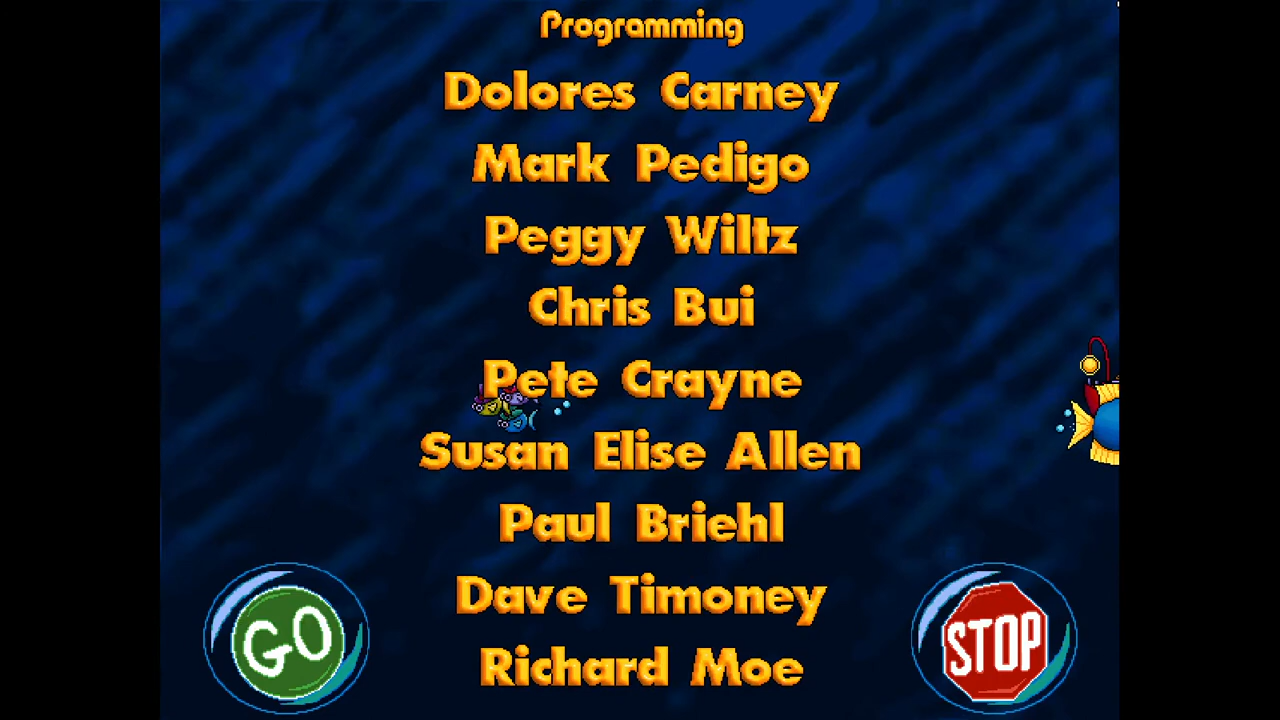 Programming
Dolores Carney
Mark Pedigo
Peggy Wiltz
Chris Bui
Pete Crayne
Susan Elise Allen
Paul Briehl
Dave Timoney
Richard Moe
GO
STOP